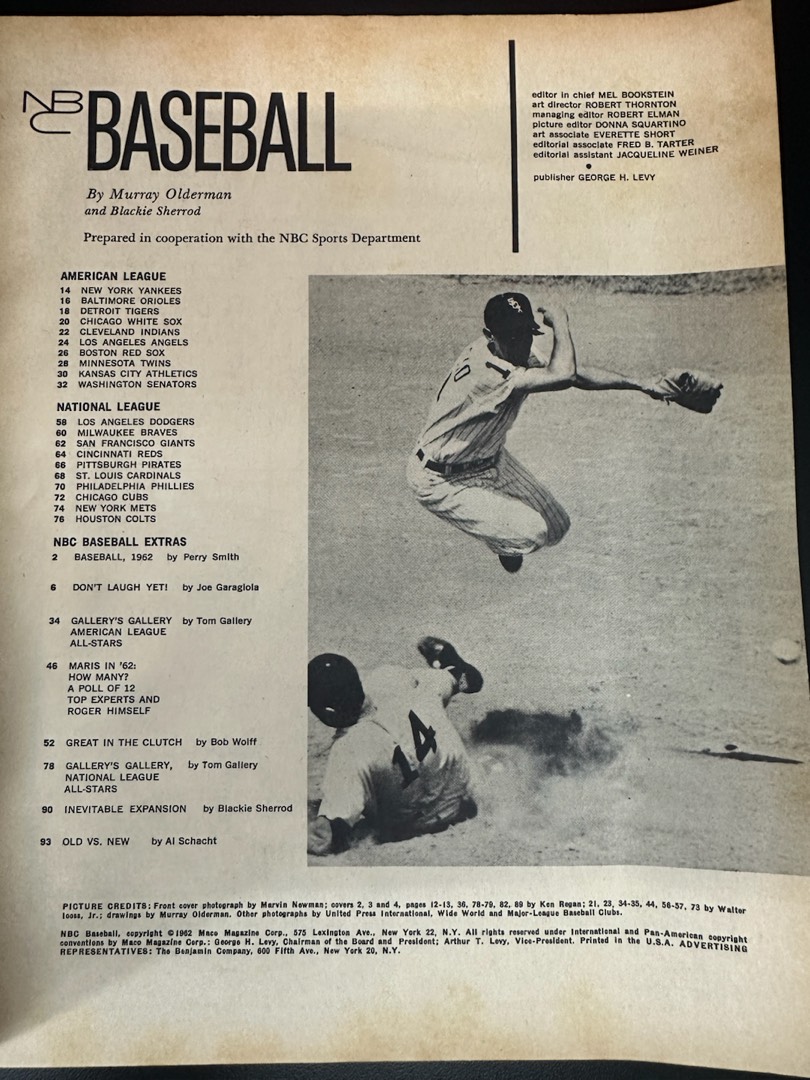 NBC BASEBALL
By Murray Olderman
and Blackie Sherrod
Prepared in cooperation with the NBC Sports Department
editor in chief MEL BOOKSTEIN
art director ROBERT THORNTON
managing editor ROBERT ELMAN
picture editor DONNA SQUARTINO
art associate EVERETTE SHORT
editorial associate FRED B. TARTER
editorial assistant JACQUELINE WEINER
publisher GEORGE H. LEVY
AMERICAN LEAGUE
14 NEW YORK YANKEES
16 BALTIMORE ORIOLES
18 DETROIT TIGERS
20 CHICAGO WHITE SOX
22 CLEVELAND INDIANS
24 LOS ANGELES ANGELS
26 BOSTON RED SOX
28 MINNESOTA TWINS
30 KANSAS CITY ATHLETICS
32 WASHINGTON SENATORS
NATIONAL LEAGUE
58 LOS ANGELES DODGERS
60 MILWAUKEE BRAVES
62 SAN FRANCISCO GIANTS
64 CINCINNATI REDS
66 PITTSBURGH PIRATES
68 ST. LOUIS CARDINALS
70 PHILADELPHIA PHILLIES
72 CHICAGO CUBS
74 NEW YORK METS
76 HOUSTON COLTS
NBC BASEBALL EXTRAS
2 BASEBALL, 1962 by Perry Smith
6 DON'T LAUGH YET! by Joe Garagiola
34 GALLERY'S GALLERY by Tom Gallery
AMERICAN LEAGUE
ALL-STARS
46 MARIS IN '62:
HOW MANY?
A POLL OF 12
TOP EXPERTS AND
ROGER HIMSELF
52 GREAT IN THE CLUTCH by Bob Wolff
78 GALLERY'S GALLERY, by Tom Gallery
NATIONAL LEAGUE
ALL-STARS
90 INEVITABLE EXPANSION by Blackie Sherrod
93 OLD VS. NEW by Al Schacht
SOX
14
PICTURE CREDITS: Front cover photograph by Marvin Newman; covers 2, 3 and 4, pages 12-13, 36, 78-79, 82, 89 by Ken Regan; 21, 23, 34-35, 44, 56-57, 73 by Walter
Iooss, Jr.; drawings by Murray Olderman. Other photographs by United Press International, Wide World and Major-League Baseball Clubs.
NBC Baseball, copyright ©1962 Maco Magazine Corp., 575 Lexington Ave., New York 22, N.Y. All rights reserved under International and Pan-American copyright
conventions by Maco Magazine Corp.: George H. Levy, Chairman of the Board and President; Arthur T. Levy, Vice-President. Printed in the U.S.A. ADVERTISING
REPRESENTATIVES: The Benjamin Company, 600 Fifth Ave., New York 20, N.Y.